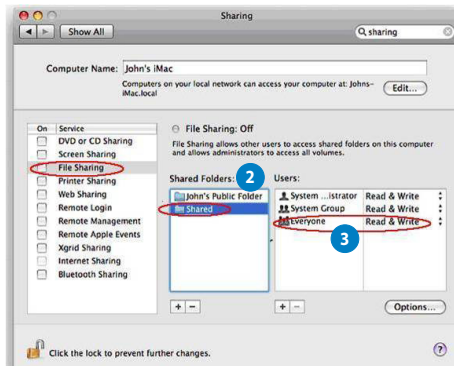 Sharing
Show All
sharing
Computer Name: John's iMac
Computers on your local network can access your computer at: Johns-
iMac.local
Edit...
On Service
DVD or CD Sharing
Screen Sharing
File Sharing
Printer Sharing
Web Sharing
Remote Login
Remote Management
Remote Apple Events
Xgrid Sharing
Internet Sharing
Bluetooth Sharing
File Sharing: Off
File Sharing allows other users to access shared folders on this computer
and allows administrators to access all volumes.
Shared Folders: 2
John's Public Folder
Shared
Users:
System ...istrator Read & Write
System Group Read & Write
Everyone Read & Write
3
+ -
+ -
Options...
Click the lock to prevent further changes.
?